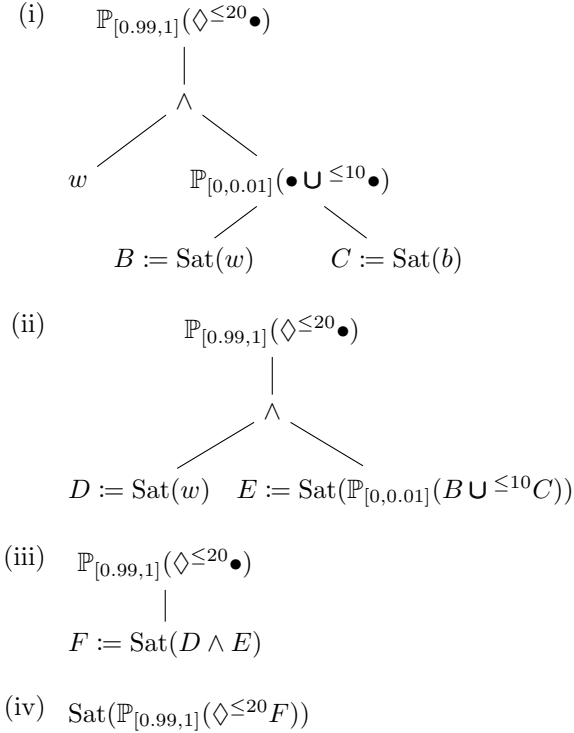 (i) ℙ[0.99,1](◊≤20•)
∧
w ℙ[0,0.01](• U ≤10•)
B := Sat(w) C := Sat(b)
(ii) ℙ[0.99,1](◊≤20•)
∧
D := Sat(w) E := Sat(ℙ[0,0.01](B U ≤10C))
(iii) ℙ[0.99,1](◊≤20•)
F := Sat(D ∧ E)
(iv) Sat(ℙ[0.99,1](◊≤20F))